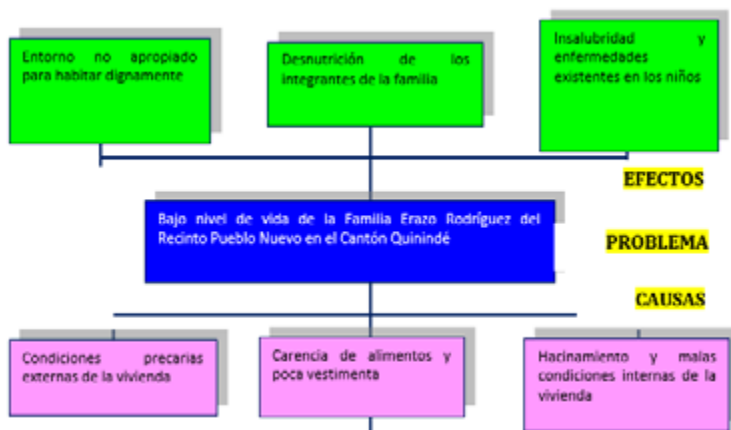 Entorno no apropiado
para habitar dignamente
Desnutrición de los
integrantes de la familia
Insalubridad y
enfermedades
existentes en los niños
EFECTOS
Bajo nivel de vida de la Familia Erazo Rodríguez del
Recinto Pueblo Nuevo en el Cantón Quinindé
PROBLEMA
CAUSAS
Condiciones precarias
externas de la vivienda
Carencia de alimentos y
poca vestimenta
Hacinamiento y malas
condiciones internas de la
vivienda